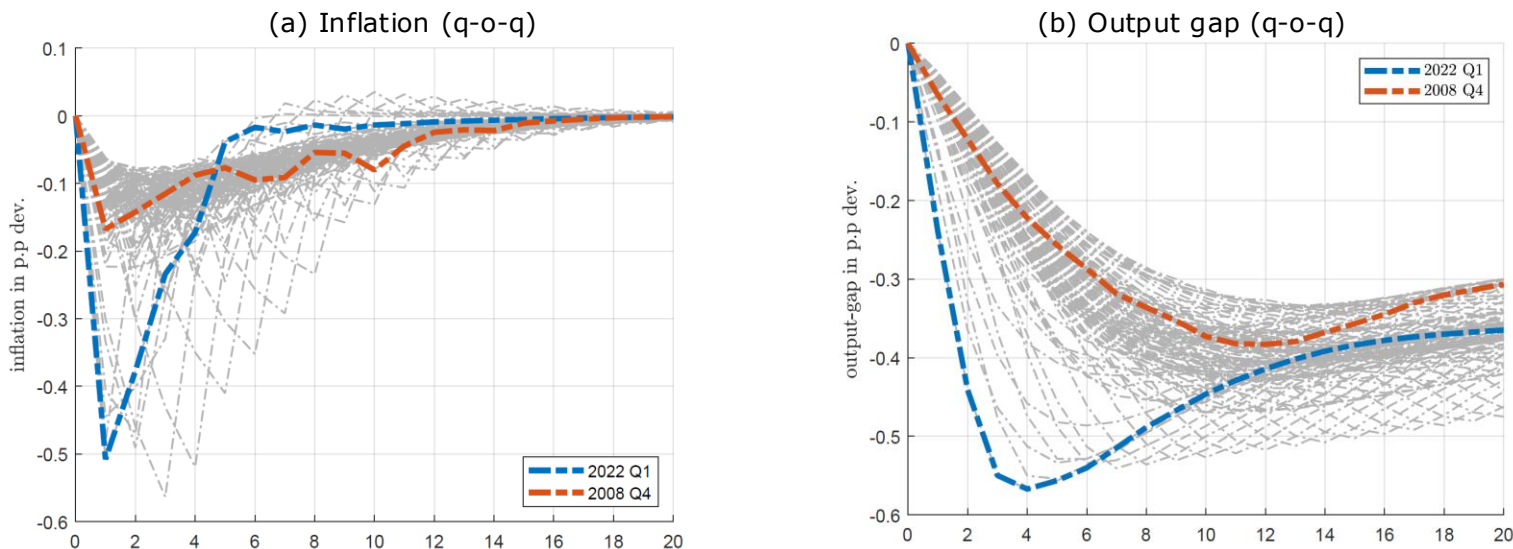 (a) Inflation (q-o-q)
0.1
0
-0.1
-0.2
-0.3
-0.4
-0.5
-0.6
inflation in p.p dev.
2022 Q1
2008 Q4
0 2 4 6 8 10 12 14 16 18 20
(b) Output gap (q-o-q)
0
-0.1
-0.2
-0.3
-0.4
-0.5
-0.6
output-gap in p.p dev.
2022 Q1
2008 Q4
0 2 4 6 8 10 12 14 16 18 20